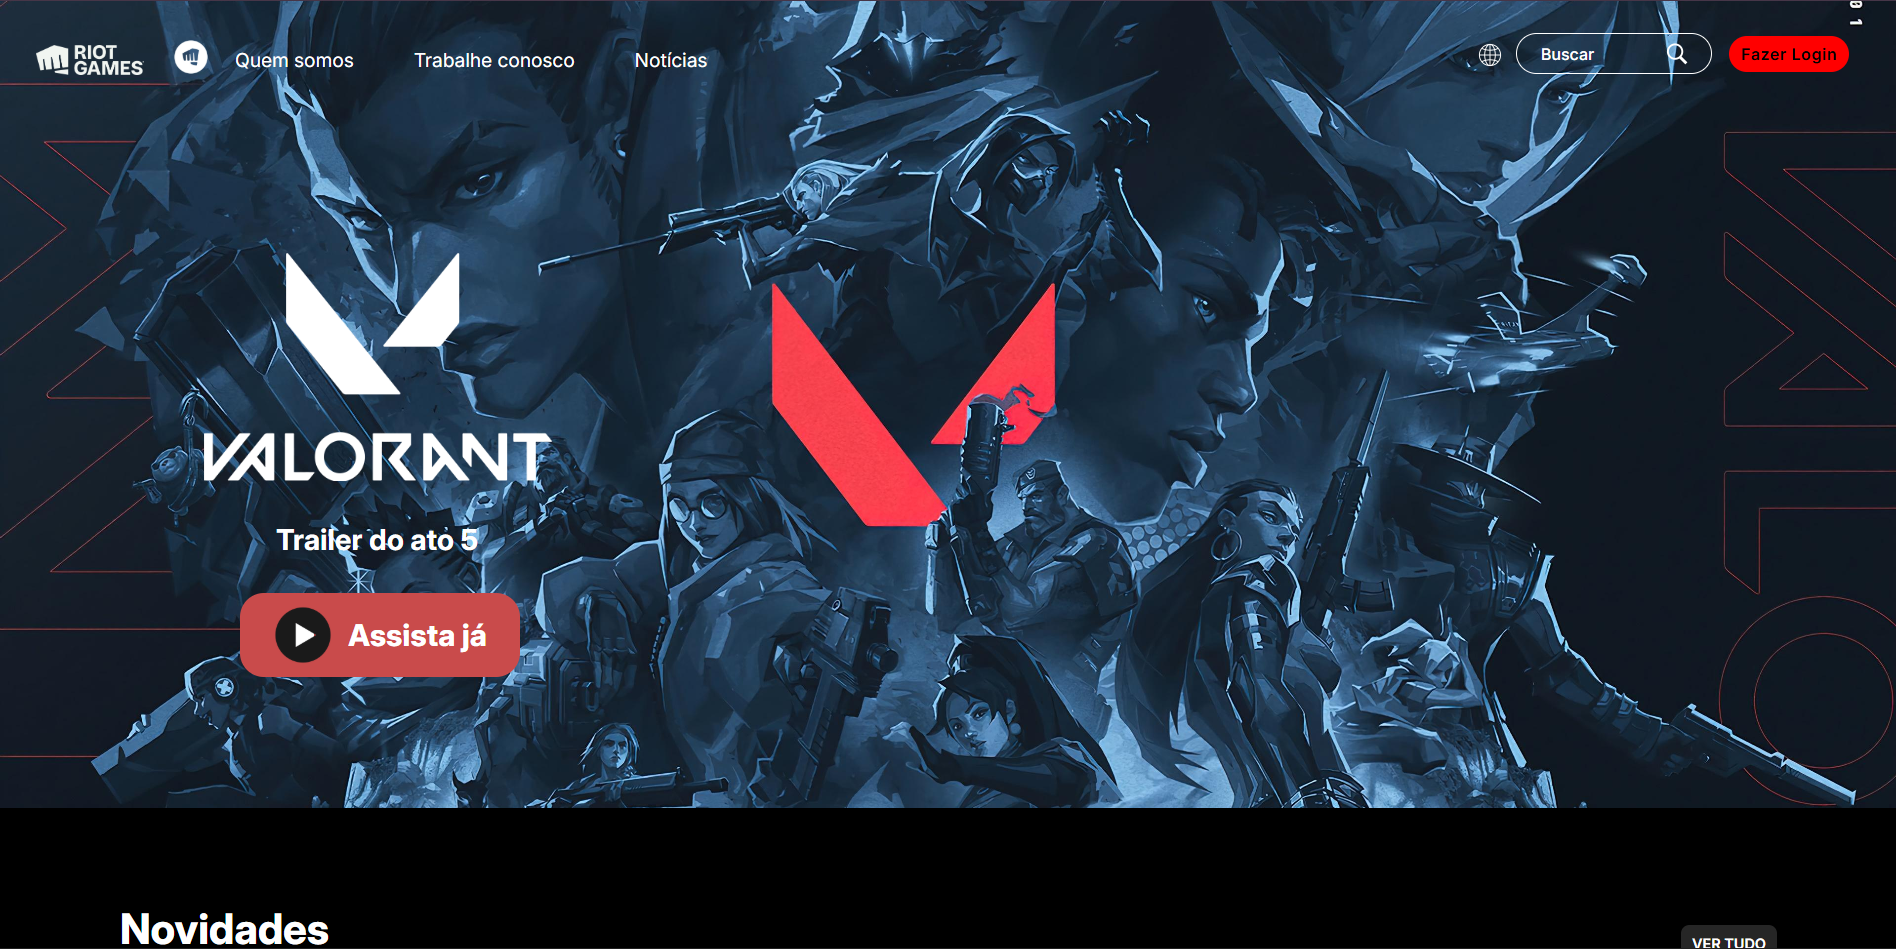 01
RIOT
GAMES
Quem somos
Trabalhe conosco
Notícias
Buscar
Fazer Login
VALORANT
Trailer do ato 5
Assista já
Novidades
VER TUDO